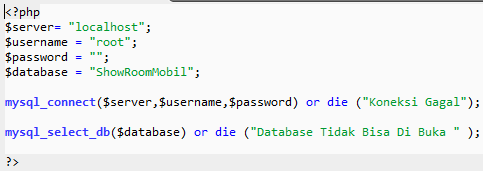 <?php
$server= "localhost";
$username = "root";
$password = "";
$database = "ShowRoomMobil";
mysql_connect($server,$username,$password) or die ("Koneksi Gagal");
mysql_select_db($database) or die ("Database Tidak Bisa Di Buka " );
?>